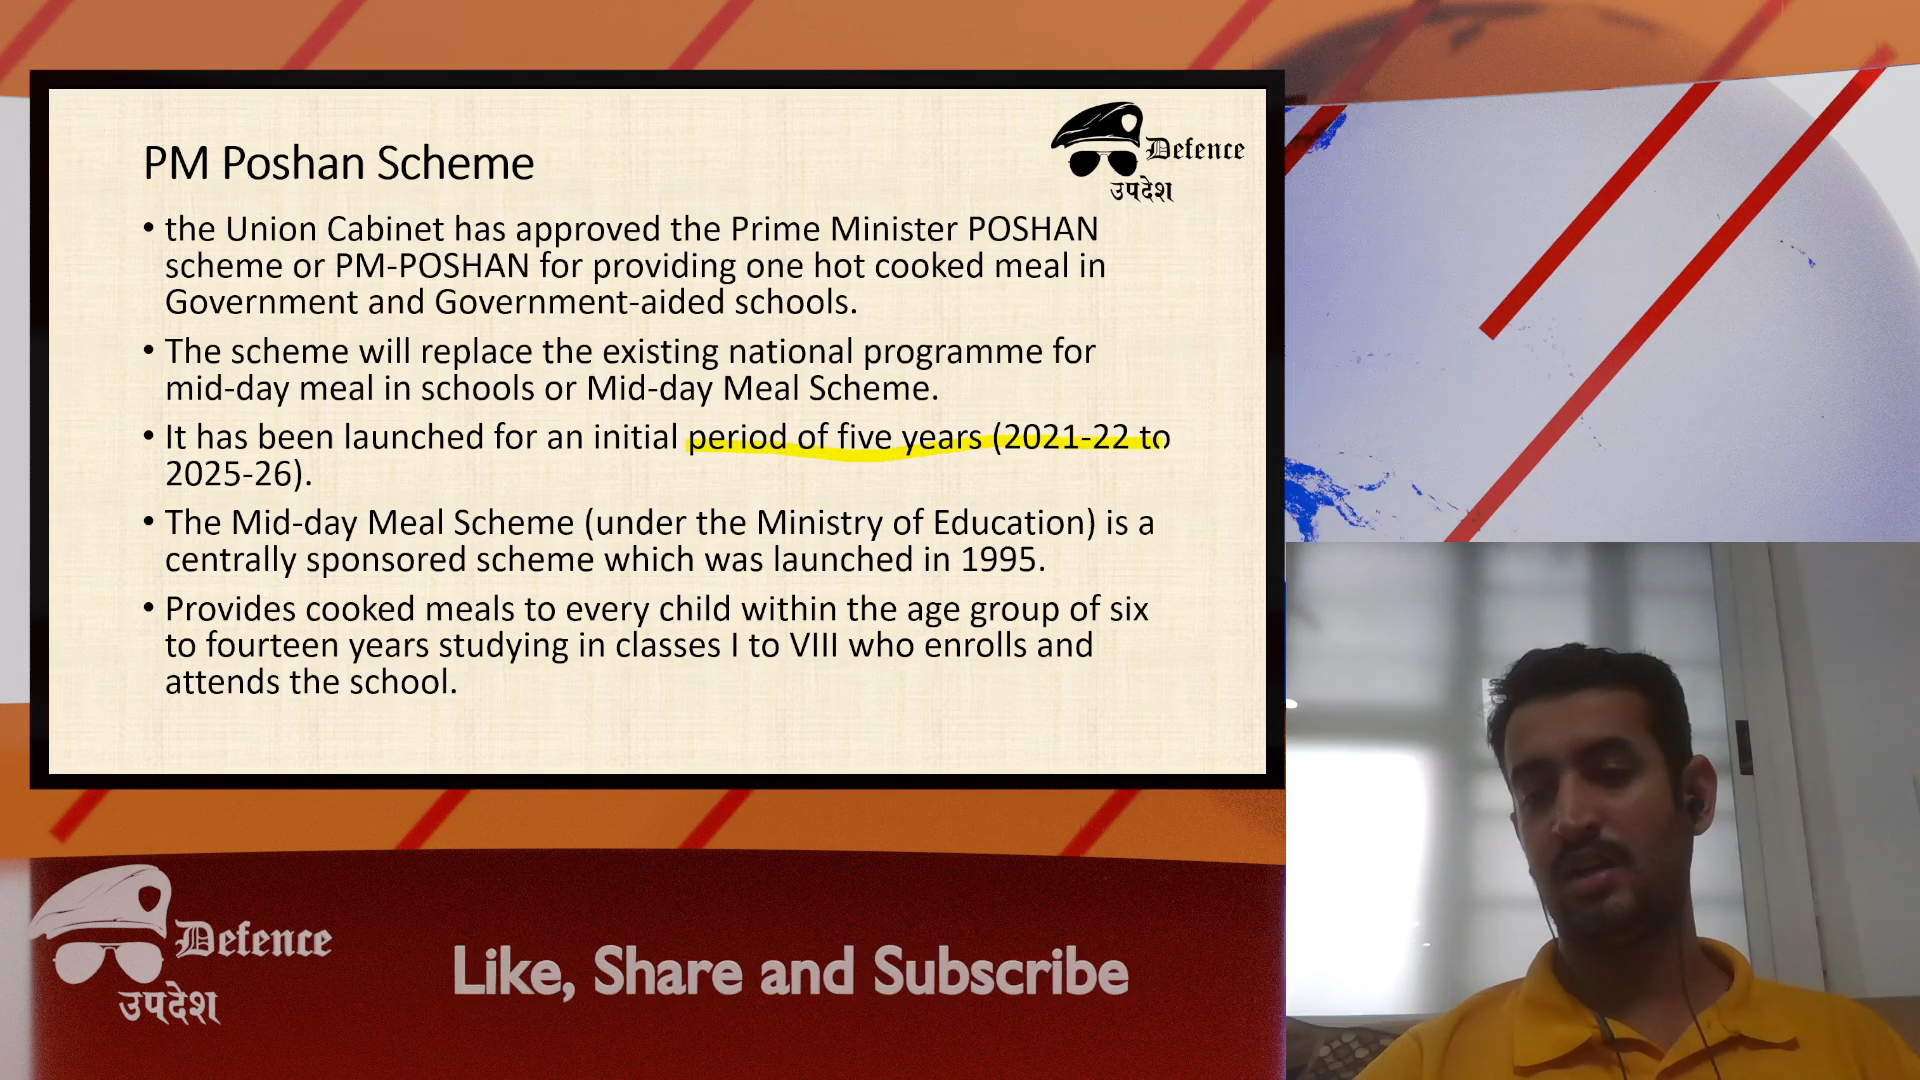 PM Poshan Scheme
Defence
उपदेश
• the Union Cabinet has approved the Prime Minister POSHAN
scheme or PM-POSHAN for providing one hot cooked meal in
Government and Government-aided schools.
• The scheme will replace the existing national programme for
mid-day meal in schools or Mid-day Meal Scheme.
• It has been launched for an initial period of five years (2021-22 to
2025-26).
• The Mid-day Meal Scheme (under the Ministry of Education) is a
centrally sponsored scheme which was launched in 1995.
• Provides cooked meals to every child within the age group of six
to fourteen years studying in classes I to VIII who enrolls and
attends the school.
Defence
उपदेश
Like, Share and Subscribe